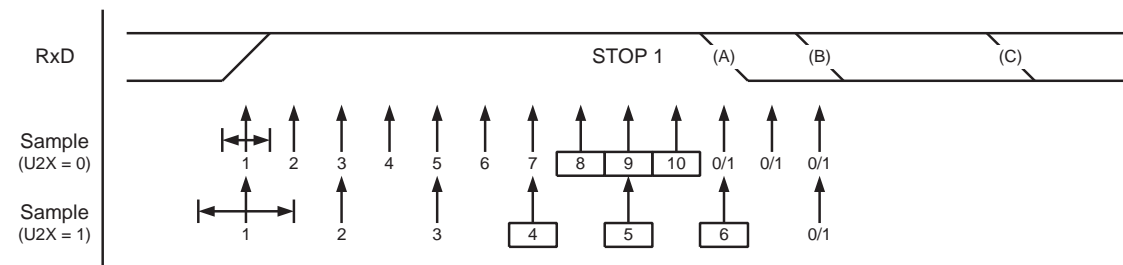 RxD STOP 1 (A) (B) (C)
Sample
(U2X = 0)
1 2 3 4 5 6 7 8 9 10 0/1 0/1 0/1
Sample
(U2X = 1)
1 2 3 4 5 6 0/1